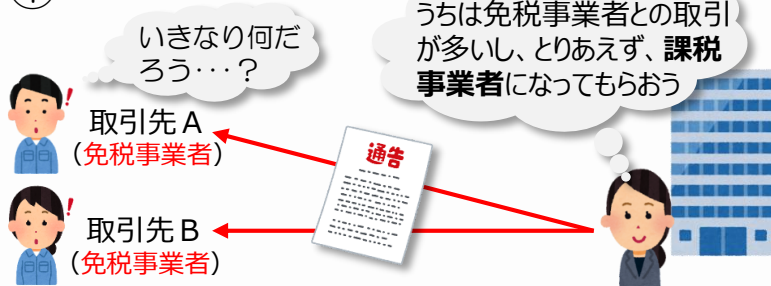 いきなり何だ
ろう・・・？
うちは免税事業者との取引
が多いし、とりあえず、課税
事業者になってもらおう
取引先Ａ
（免税事業者）
通告
取引先Ｂ
（免税事業者）